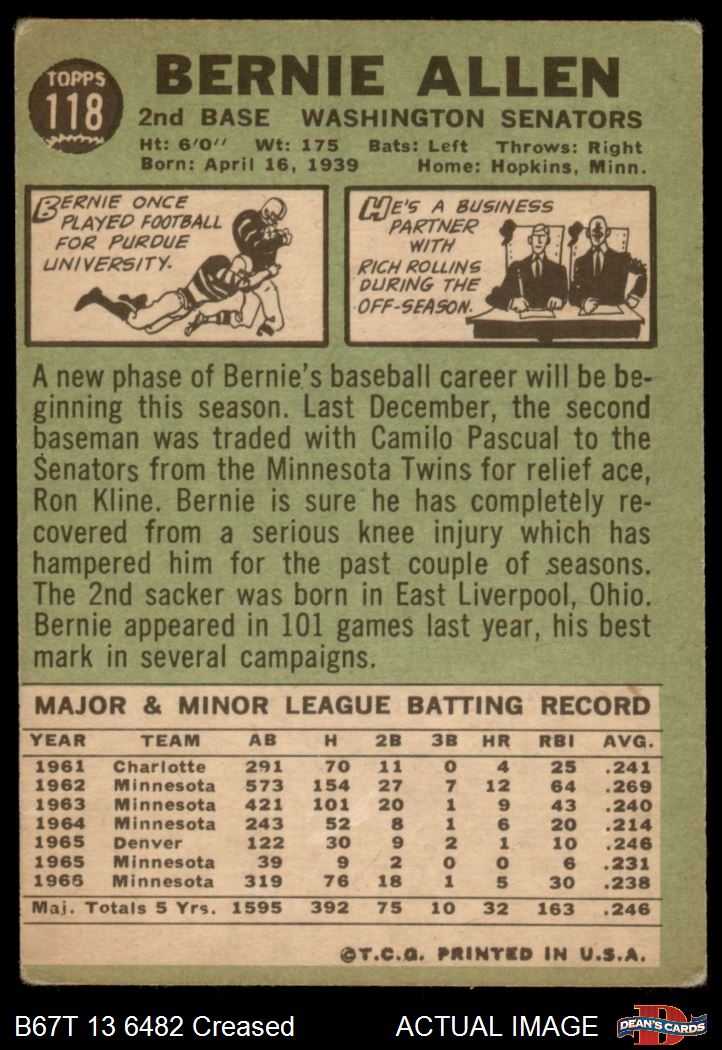 TOPPS
118
BERNIE ALLEN
2nd BASE WASHINGTON SENATORS
Ht: 6'0'' Wt: 175 Bats: Left Throws: Right
Born: April 16, 1939 Home: Hopkins, Minn.
BERNIE ONCE
PLAYED FOOTBALL
FOR PURDUE
UNIVERSITY.
HE'S A BUSINESS
PARTNER
WITH
RICH ROLLINS
DURING THE
OFF-SEASON.
A new phase of Bernie's baseball career will be be-
ginning this season. Last December, the second
baseman was traded with Camilo Pascual to the
Senators from the Minnesota Twins for relief ace,
Ron Kline. Bernie is sure he has completely re-
covered from a serious knee injury which has
hampered him for the past couple of seasons.
The 2nd sacker was born in East Liverpool, Ohio.
Bernie appeared in 101 games last year, his best
mark in several campaigns.
MAJOR & MINOR LEAGUE BATTING RECORD
YEAR TEAM AB H 2B 3B HR RBI AVG.
1961 Charlotte 291 70 11 0 4 25 .241
1962 Minnesota 573 154 27 7 12 64 .269
1963 Minnesota 421 101 20 1 9 43 .240
1964 Minnesota 243 52 8 1 6 20 .214
1965 Denver 122 30 9 2 1 10 .246
1965 Minnesota 39 9 2 0 0 6 .231
1966 Minnesota 319 76 18 1 5 30 .238
Maj. Totals 5 Yrs. 1595 392 75 10 32 163 .246
©T.C.G. PRINTED IN U.S.A.
B67T 13 6482 Creased ACTUAL IMAGE
DEAN'S CARDS